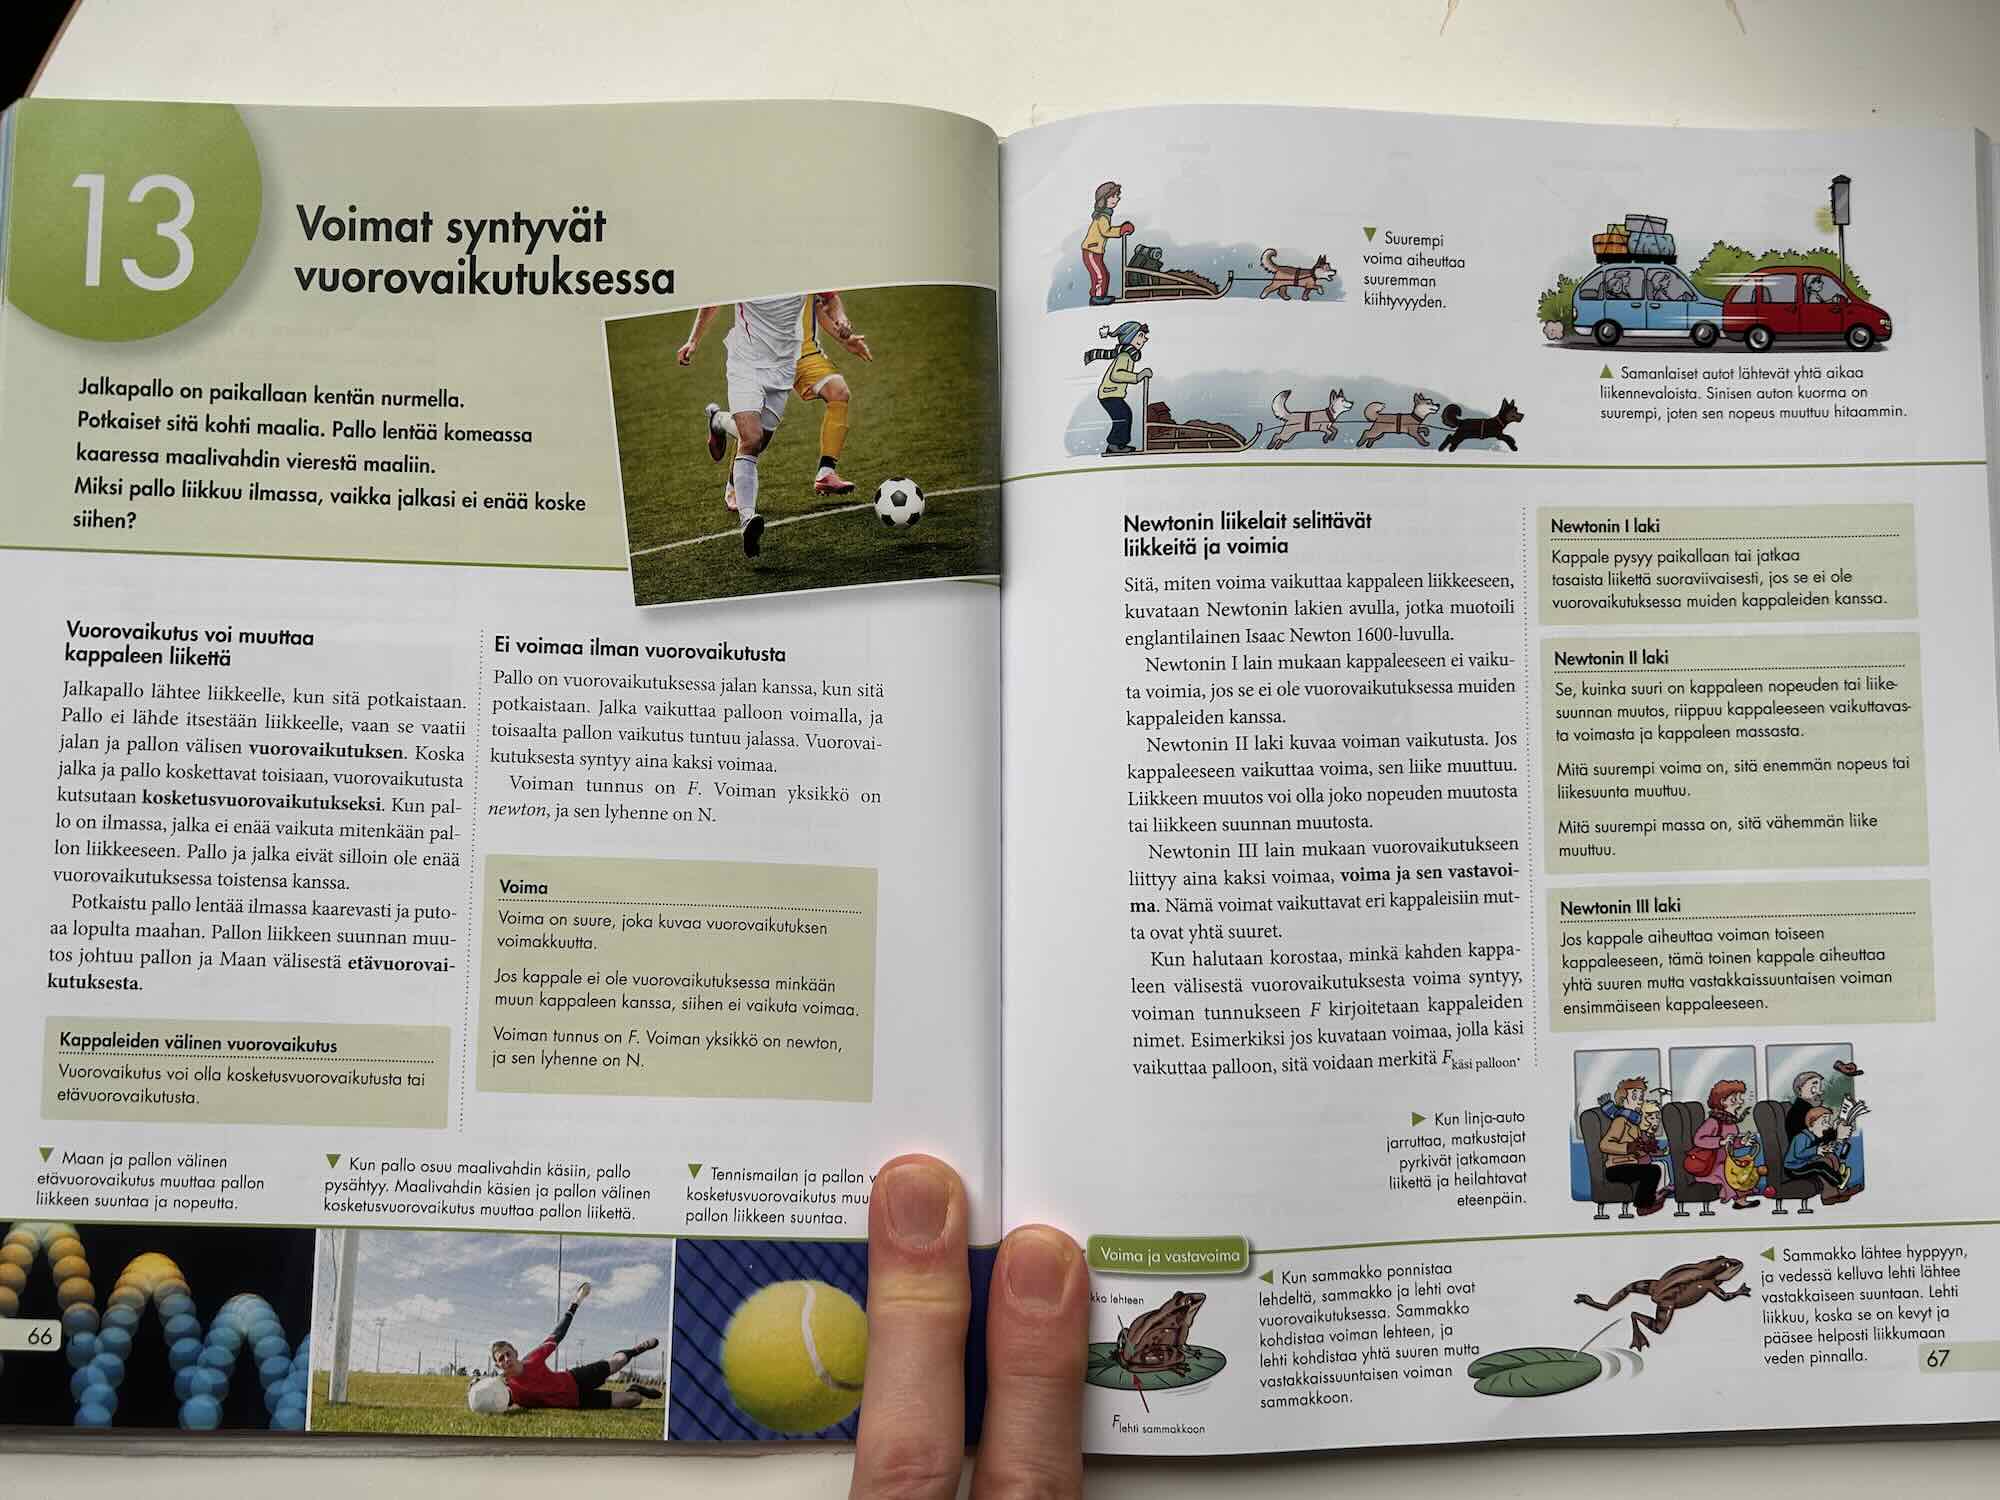 13
Voimat syntyvät
vuorovaikutuksessa
Jalkapallo on paikallaan kentän nurmella.
Potkaiset sitä kohti maalia. Pallo lentää komeassa
kaaressa maalivahdin vierestä maaliin.
Miksi pallo liikkuu ilmassa, vaikka jalkasi ei enää koske
siihen?
Vuorovaikutus voi muuttaa
kappaleen liikettä
Jalkapallo lähtee liikkeelle, kun sitä potkaistaan.
Pallo ei lähde itsestään liikkeelle, vaan se vaatii
jalan ja pallon välisen vuorovaikutuksen. Koska
jalka ja pallo koskettavat toisiaan, vuorovaikutusta
kutsutaan kosketusvuorovaikutukseksi. Kun pal-
lo on ilmassa, jalka ei enää vaikuta mitenkään pal-
lon liikkeeseen. Pallo ja jalka eivät silloin ole enää
vuorovaikutuksessa toistensa kanssa.
Potkaistu pallo lentää ilmassa kaarevasti ja puto-
aa lopulta maahan. Pallon liikkeen suunnan muu-
tos johtuu pallon ja Maan välisestä etävuorovai-
kutuksesta.
Kappaleiden välinen vuorovaikutus
Vuorovaikutus voi olla kosketusvuorovaikutusta tai
etävuorovaikutusta.
Ei voimaa ilman vuorovaikutusta
Pallo on vuorovaikutuksessa jalan kanssa, kun sitä
potkaistaan. Jalka vaikuttaa palloon voimalla, ja
toisaalta pallon vaikutus tuntuu jalassa. Vuorovai-
kutuksesta syntyy aina kaksi voimaa.
Voiman tunnus on F. Voiman yksikkö on
newton, ja sen lyhenne on N.
Voima
Voima on suure, joka kuvaa vuorovaikutuksen
voimakkuutta.
Jos kappale ei ole vuorovaikutuksessa minkään
muun kappaleen kanssa, siihen ei vaikuta voimaa.
Voiman tunnus on F. Voiman yksikkö on newton,
ja sen lyhenne on N.
▼ Maan ja pallon välinen
etävuorovaikutus muuttaa pallon
liikkeen suuntaa ja nopeutta.
▼ Kun pallo osuu maalivahdin käsiin, pallo
pysähtyy. Maalivahdin käsien ja pallon välinen
kosketusvuorovaikutus muuttaa pallon liikettä.
▼ Tennismailan ja pallon v
kosketusvuorovaikutus muu
pallon liikkeen suuntaa.
66
▼ Suurempi
voima aiheuttaa
suuremman
kiihtyvyyden.
▲ Samanlaiset autot lähtevät yhtä aikaa
liikennevaloista. Sinisen auton kuorma on
suurempi, joten sen nopeus muuttuu hitaammin.
Newtonin liikelait selittävät
liikkeitä ja voimia
Sitä, miten voima vaikuttaa kappaleen liikkeeseen,
kuvataan Newtonin lakien avulla, jotka muotoili
englantilainen Isaac Newton 1600-luvulla.
Newtonin I lain mukaan kappaleeseen ei vaiku-
ta voimia, jos se ei ole vuorovaikutuksessa muiden
kappaleiden kanssa.
Newtonin II laki kuvaa voiman vaikutusta. Jos
kappaleeseen vaikuttaa voima, sen liike muuttuu.
Liikkeen muutos voi olla joko nopeuden muutosta
tai liikkeen suunnan muutosta.
Newtonin III lain mukaan vuorovaikutukseen
liittyy aina kaksi voimaa, voima ja sen vastavoi-
ma. Nämä voimat vaikuttavat eri kappaleisiin mut-
ta ovat yhtä suuret.
Kun halutaan korostaa, minkä kahden kappa-
leen välisestä vuorovaikutuksesta voima syntyy,
voiman tunnukseen F kirjoitetaan kappaleiden
nimet. Esimerkiksi jos kuvataan voimaa, jolla käsi
vaikuttaa palloon, sitä voidaan merkitä F käsi palloon.
Newtonin I laki
Kappale pysyy paikallaan tai jatkaa
tasaista liikettä suoraviivaisesti, jos se ei ole
vuorovaikutuksessa muiden kappaleiden kanssa.
Newtonin II laki
Se, kuinka suuri on kappaleen nopeuden tai liike-
suunnan muutos, riippuu kappaleeseen vaikuttavas-
ta voimasta ja kappaleen massasta.
Mitä suurempi voima on, sitä enemmän nopeus tai
liikesuunta muuttuu.
Mitä suurempi massa on, sitä vähemmän liike
muuttuu.
Newtonin III laki
Jos kappale aiheuttaa voiman toiseen
kappaleeseen, tämä toinen kappale aiheuttaa
yhtä suuren mutta vastakkaissuuntaisen voiman
ensimmäiseen kappaleeseen.
► Kun linja-auto
jarruttaa, matkustajat
pyrkivät jatkamaan
liikettä ja heilahtavat
eteenpäin.
Voima ja vastavoima
kko lehteen
F lehti sammakkoon
◄ Kun sammakko ponnistaa
lehdeltä, sammakko ja lehti ovat
vuorovaikutuksessa. Sammakko
kohdistaa voiman lehteen, ja
lehti kohdistaa yhtä suuren mutta
vastakkaissuuntaisen voiman
sammakkoon.
◄ Sammakko lähtee hyppyyn,
ja vedessä kelluva lehti lähtee
vastakkaiseen suuntaan. Lehti
liikkuu, koska se on kevyt ja
pääsee helposti liikkumaan
veden pinnalla.
67